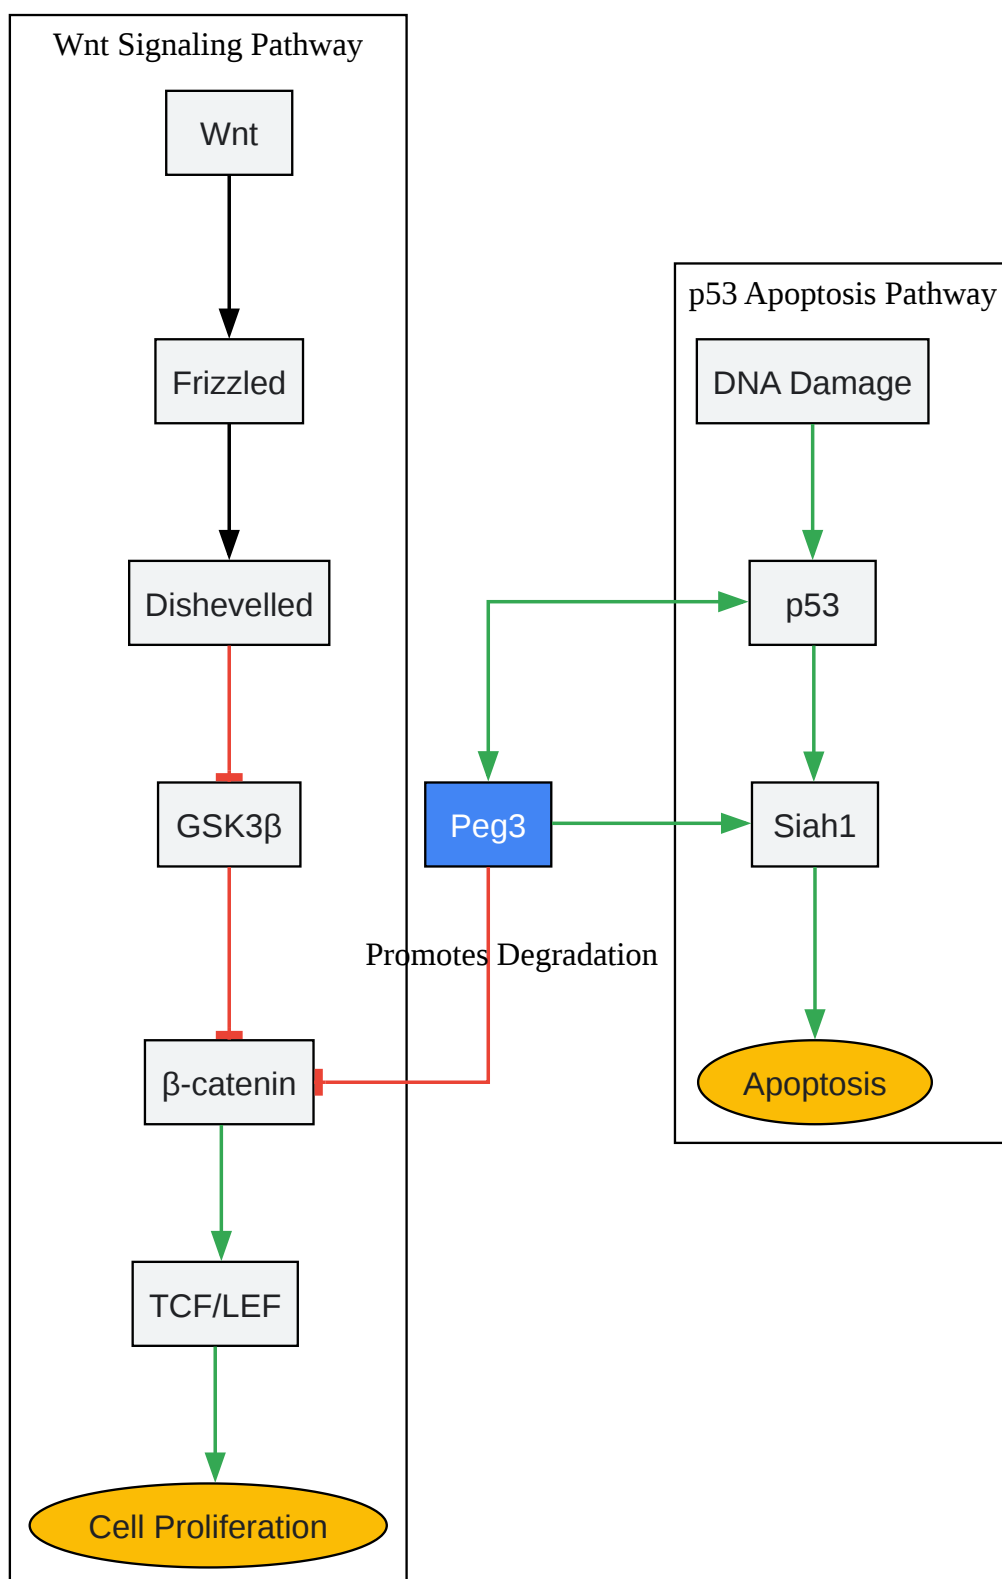 Wnt Signaling Pathway
Wnt
Frizzled
Dishevelled
GSK3β
β-catenin
TCF/LEF
Cell Proliferation
Peg3
Promotes Degradation
p53 Apoptosis Pathway
DNA Damage
p53
Siah1
Apoptosis